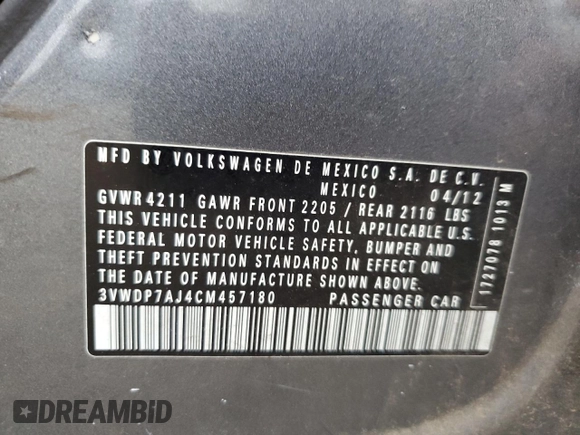 MFD BY VOLKSWAGEN DE MEXICO S.A. DE C.V.
MEXICO 04/12
GVWR 4211 GAWR FRONT 2205 / REAR 2116 LBS
THIS VEHICLE CONFORMS TO ALL APPLICABLE U.S.
FEDERAL MOTOR VEHICLE SAFETY, BUMPER AND
THEFT PREVENTION STANDARDS IN EFFECT ON
THE DATE OF MANUFACTURE SHOWN ABOVE.
3VWDP7AJ4CM457180 PASSENGER CAR
1727078 1013 M
DREAMBID